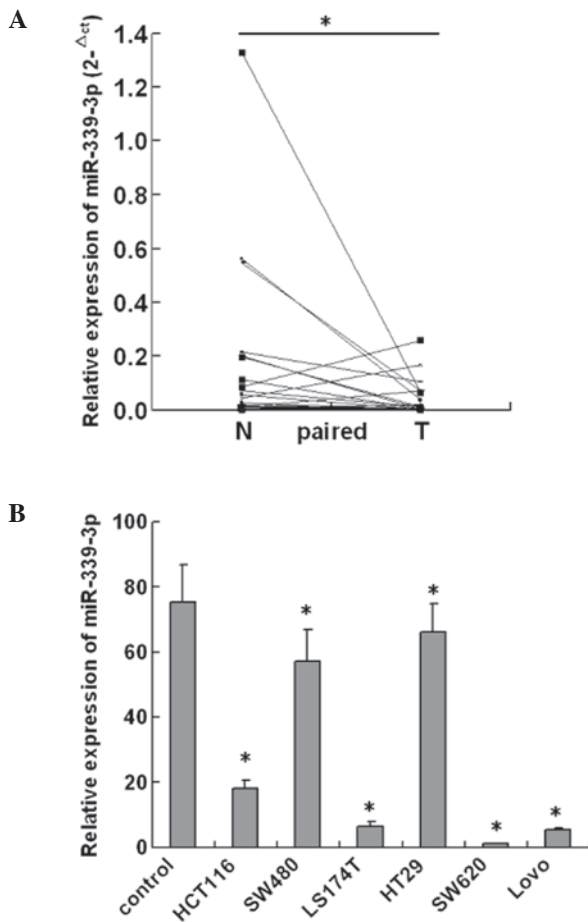 A
*
Relative expression of miR-339-3p (2-△ct)
1.4
1.2
1.0
0.8
0.6
0.4
0.2
0.0
N paired T
B
Relative expression of miR-339-3p
100
80
60
40
20
0
* * * * * *
control HCT116 SW480 LS174T HT29 SW620 Lovo